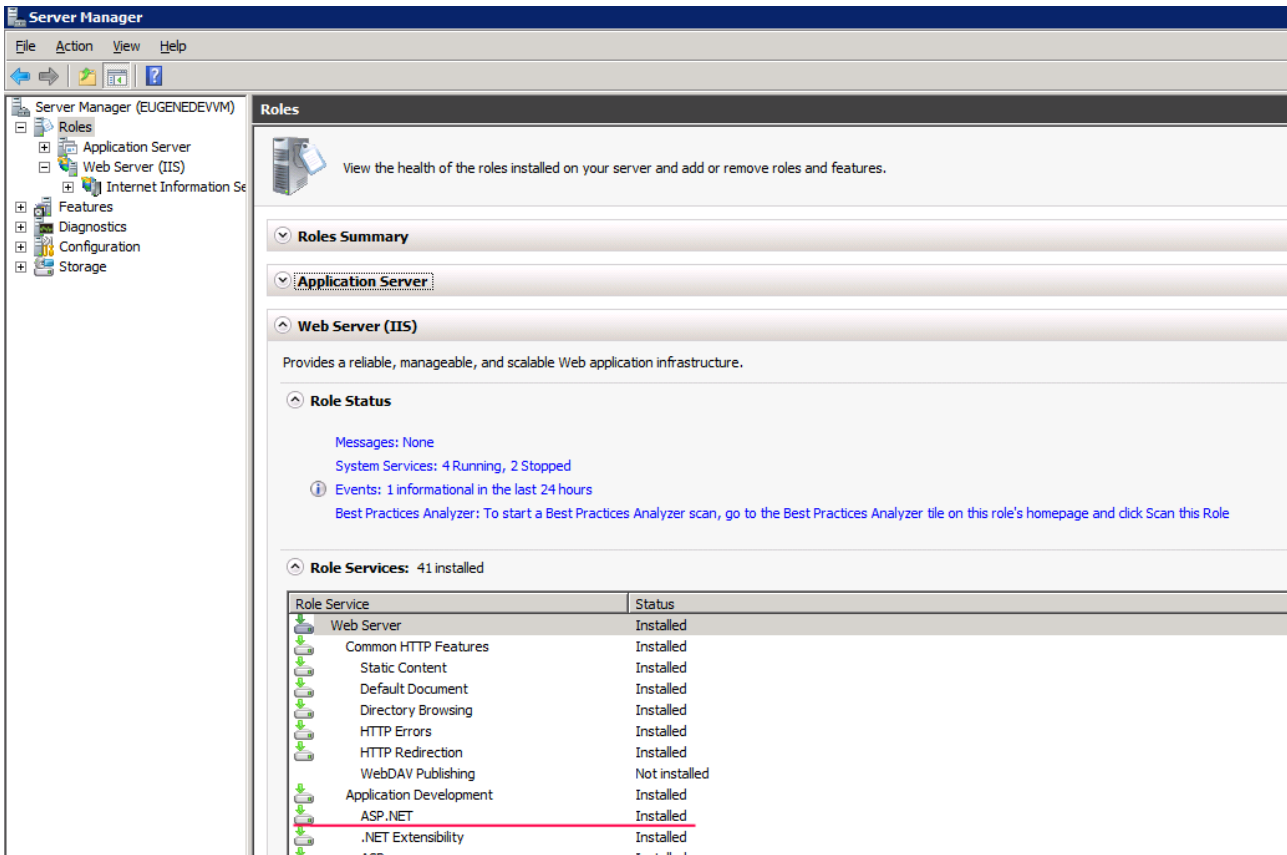 Server Manager
File Action View Help
Server Manager (EUGENEDEVVM)
Roles
Application Server
Web Server (IIS)
Internet Information Se
Features
Diagnostics
Configuration
Storage
Roles
View the health of the roles installed on your server and add or remove roles and features.
Roles Summary
Application Server
Web Server (IIS)
Provides a reliable, manageable, and scalable Web application infrastructure.
Role Status
Messages: None
System Services: 4 Running, 2 Stopped
Events: 1 informational in the last 24 hours
Best Practices Analyzer: To start a Best Practices Analyzer scan, go to the Best Practices Analyzer tile on this role's homepage and click Scan this Role
Role Services: 41 installed
Role Service Status
Web Server Installed
Common HTTP Features Installed
Static Content Installed
Default Document Installed
Directory Browsing Installed
HTTP Errors Installed
HTTP Redirection Installed
WebDAV Publishing Not installed
Application Development Installed
ASP.NET Installed
.NET Extensibility Installed